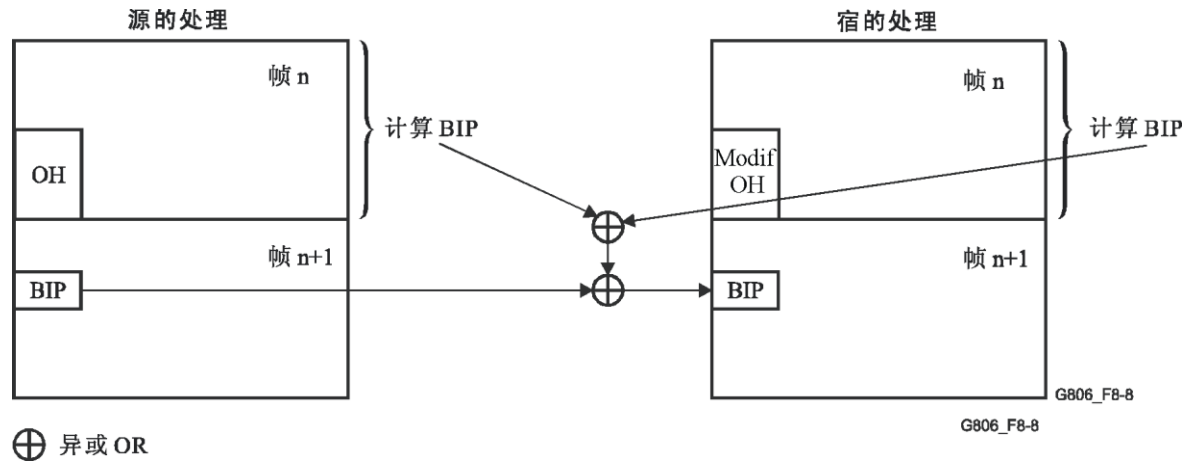 源的处理
宿的处理
帧 n
计算 BIP
OH
帧 n+1
BIP
帧 n
计算 BIP
Modif
OH
帧 n+1
BIP
G806_F8-8
G806_F8-8
异或 OR